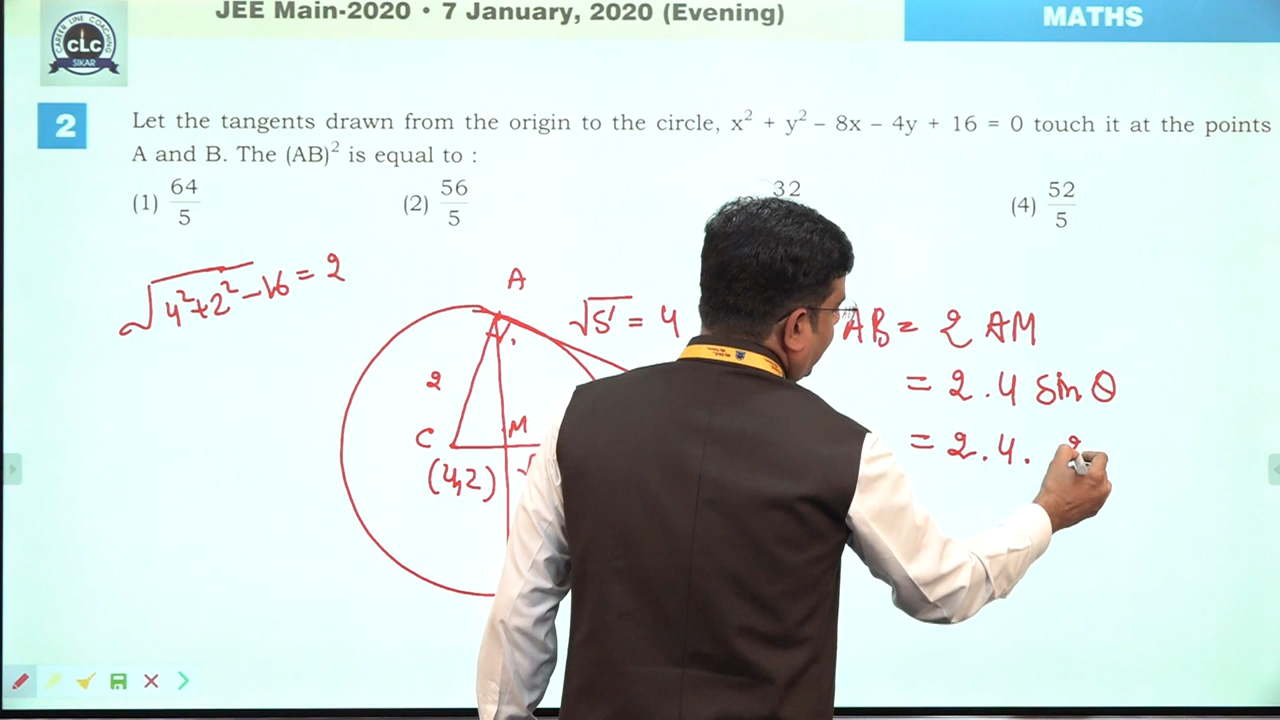 JEE Main-2020 • 7 January, 2020 (Evening)
MATHS
CAREER LINE COACHING
CLC
SIKAR
2
Let the tangents drawn from the origin to the circle, x² + y² – 8x – 4y + 16 = 0 touch it at the points
A and B. The (AB)² is equal to :
(1) 64/5
(2) 56/5
32
(4) 52/5
√(4²+2²-16) = 2
A
√S' = 4
2
C
M
(4,2)
√
AB = 2 AM
= 2.4 sin θ
= 2.4.